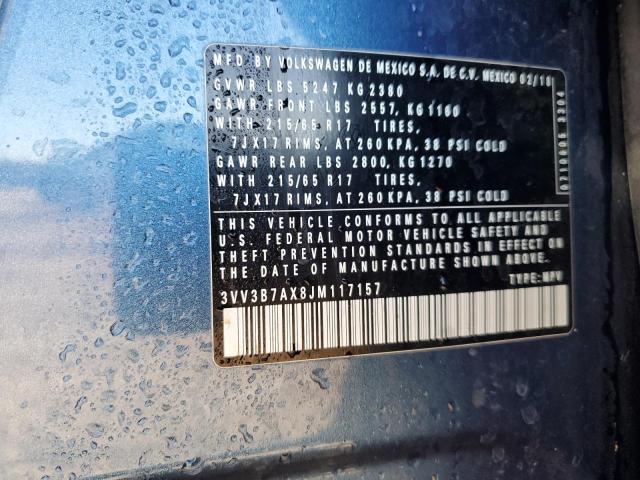 MFD BY VOLKSWAGEN DE MEXICO S.A. DE C.V. MEXICO 02/18
GVWR LBS 5247 KG 2380
GAWR FRONT LBS 2557, KG 1160
WITH 215/65 R17 TIRES,
7JX17 RIMS, AT 260 KPA, 38 PSI COLD
GAWR REAR LBS 2800, KG 1270
WITH 215/65 R17 TIRES,
7JX17 RIMS, AT 260 KPA, 38 PSI COLD
THIS VEHICLE CONFORMS TO ALL APPLICABLE
U.S. FEDERAL MOTOR VEHICLE SAFETY AND
THEFT PREVENTION STANDARDS IN EFFECT ON
THE DATE OF MANUFACTURE SHOWN ABOVE.
3VV3B7AX8JM117157 TYPE: MPV